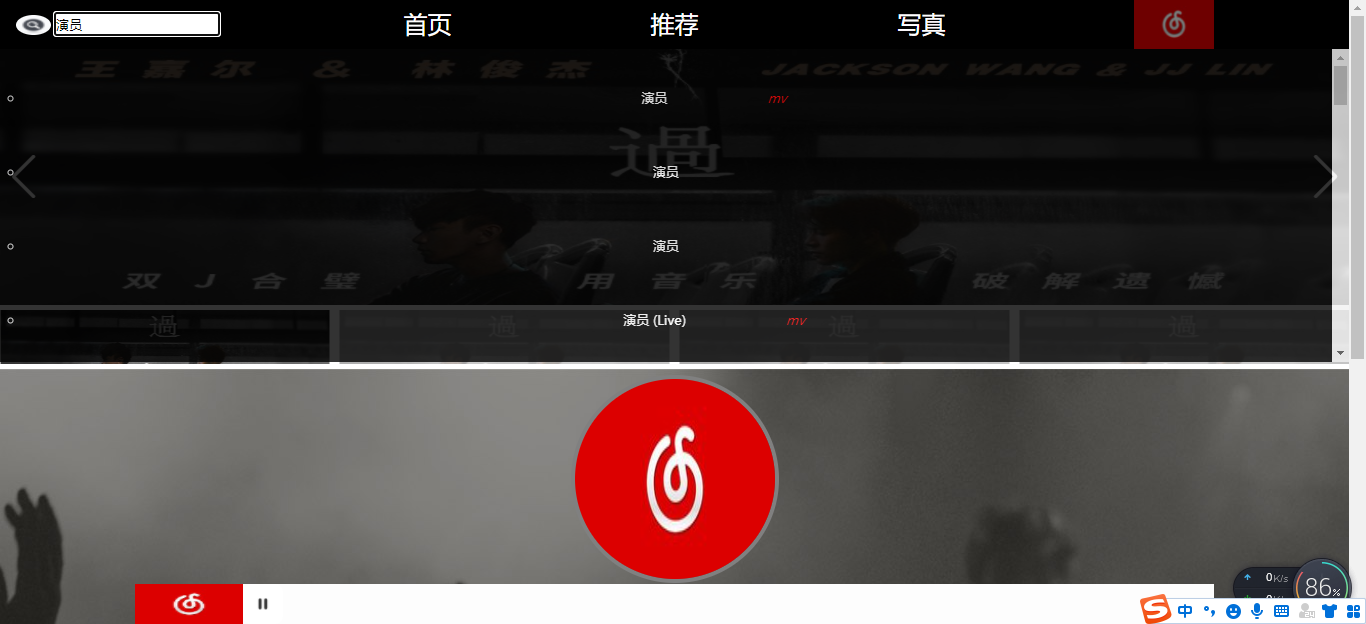 演员
首页
推荐
写真
王嘉尔 & 林俊杰
JACKSON WANG & JJ LIN
演员 mv
過
演员
演员
双J合璧 用音乐 破解遗憾
過 過 過 過
演员 (Live) mv
0K/s
86%
中